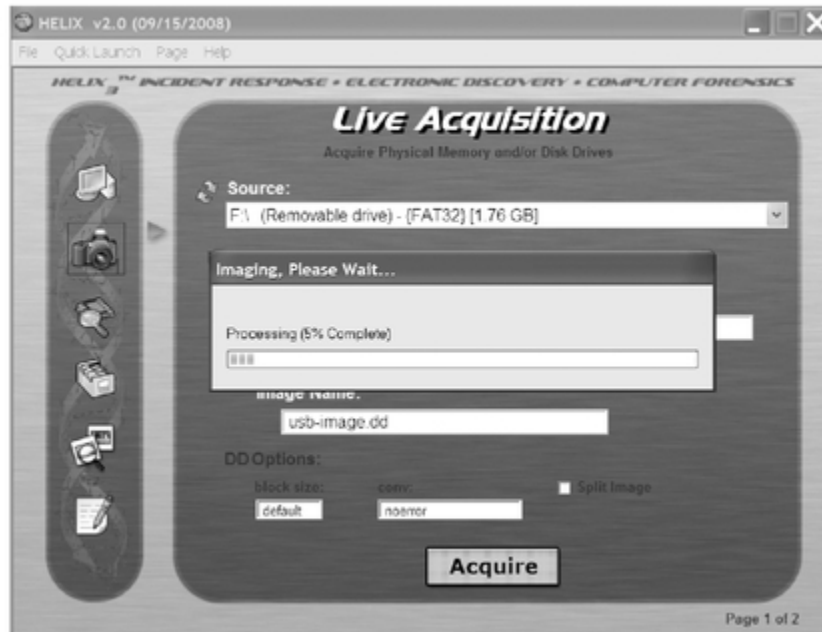 HELIX v2.0 (09/15/2008)
File Quick Launch Page Help
HELIX3™ INCIDENT RESPONSE • ELECTRONIC DISCOVERY • COMPUTER FORENSICS
Live Acquisition
Acquire Physical Memory and/or Disk Drives
Source:
F:\ (Removable drive) - [FAT32] [1.76 GB]
Imaging, Please Wait...
Processing (5% Complete)
Image Name:
usb-image.dd
DD Options:
block size: conv: Split Image
default noerror
Acquire
Page 1 of 2